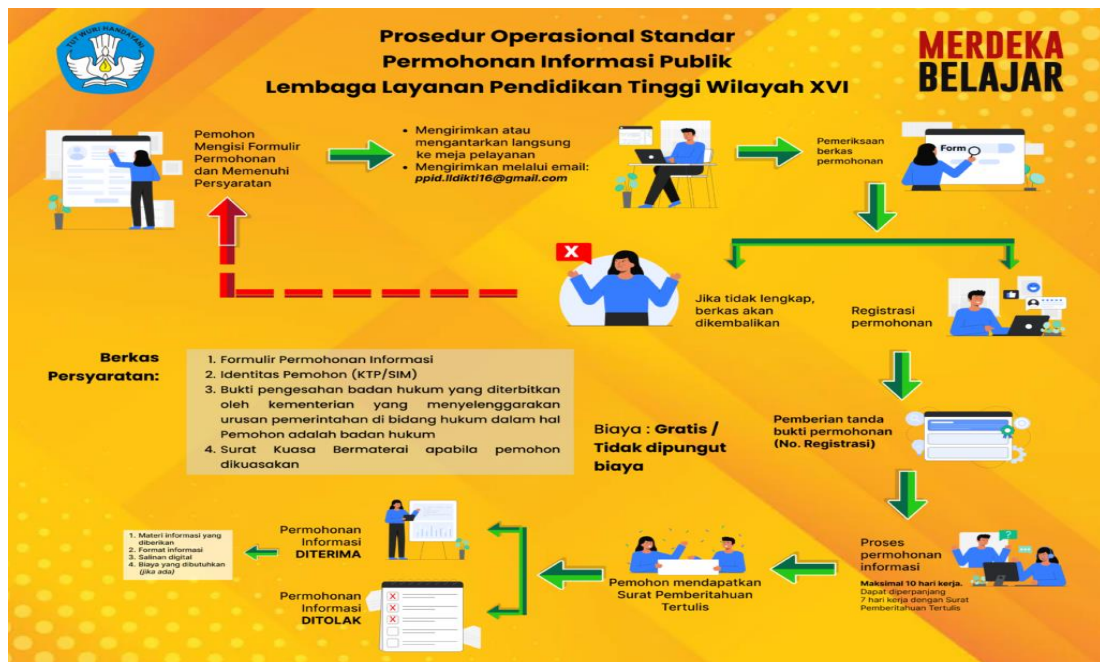 TUT WURI HANDAYANI
Prosedur Operasional Standar
Permohonan Informasi Publik
Lembaga Layanan Pendidikan Tinggi Wilayah XVI
MERDEKA
BELAJAR
Pemohon
Mengisi Formulir
Permohonan
dan Memenuhi
Persyaratan
• Mengirimkan atau
mengantarkan langsung
ke meja pelayanan
• Mengirimkan melalui email:
ppid.lldikti16@gmail.com
Pemeriksaan
berkas
permohonan
Form
X
Jika tidak lengkap,
berkas akan
dikembalikan
Registrasi
permohonan
Berkas
Persyaratan:
1. Formulir Permohonan Informasi
2. Identitas Pemohon (KTP/SIM)
3. Bukti pengesahan badan hukum yang diterbitkan
oleh kementerian yang menyelenggarakan
urusan pemerintahan di bidang hukum dalam hal
Pemohon adalah badan hukum
4. Surat Kuasa Bermaterai apabila pemohon
dikuasakan
Biaya : Gratis /
Tidak dipungut
biaya
Pemberian tanda
bukti permohonan
(No. Registrasi)
Proses
permohonan
informasi
Maksimal 10 hari kerja.
Dapat diperpanjang
7 hari kerja dengan Surat
Pemberitahuan Tertulis
Pemohon mendapatkan
Surat Pemberitahuan
Tertulis
Permohonan
Informasi
DITERIMA
1. Materi informasi yang
diberikan
2. Format informasi
3. Salinan digital
4. Biaya yang dibutuhkan
(jika ada)
Permohonan
Informasi
DITOLAK